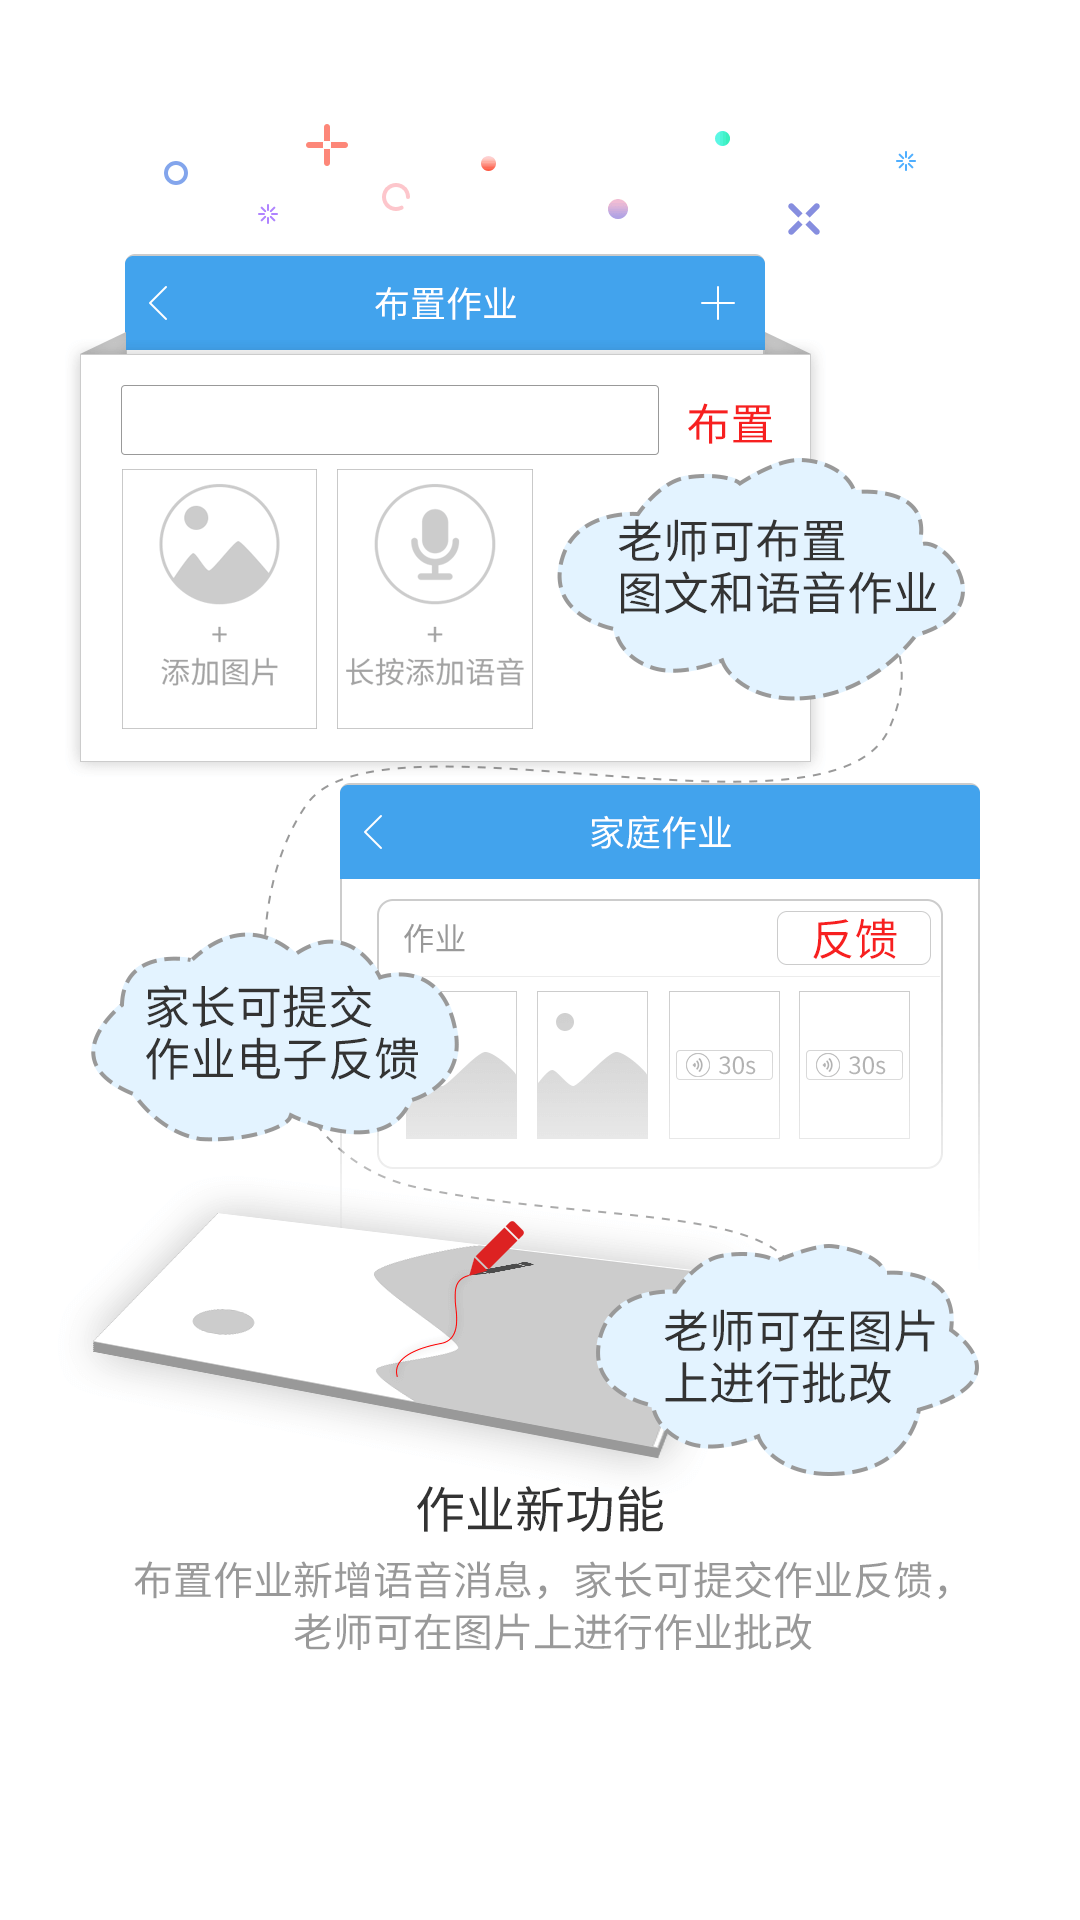 布置作业
布置
老师可布置
图文和语音作业
+
+
添加图片
长按添加语音
家庭作业
作业
反馈
家长可提交
作业电子反馈
30s
30s
老师可在图片
上进行批改
作业新功能
布置作业新增语音消息，家长可提交作业反馈，
老师可在图片上进行作业批改